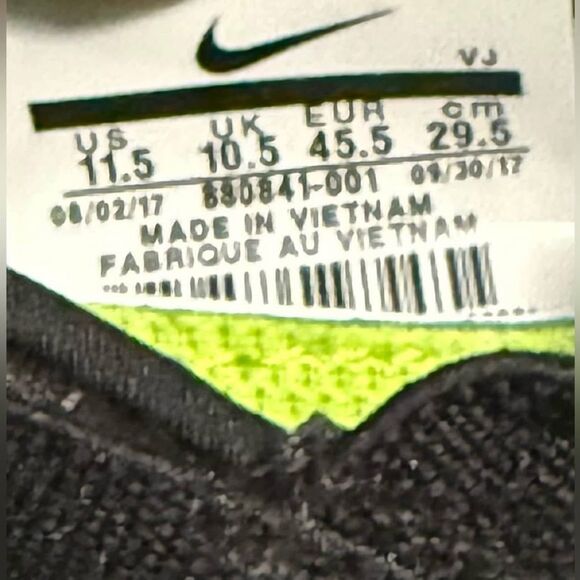 VJ
US UK EUR cm
11.5 10.5 45.5 29.5
08/02/17 880841-001 09/30/17
MADE IN VIETNAM
FABRIQUE AU VIETNAM